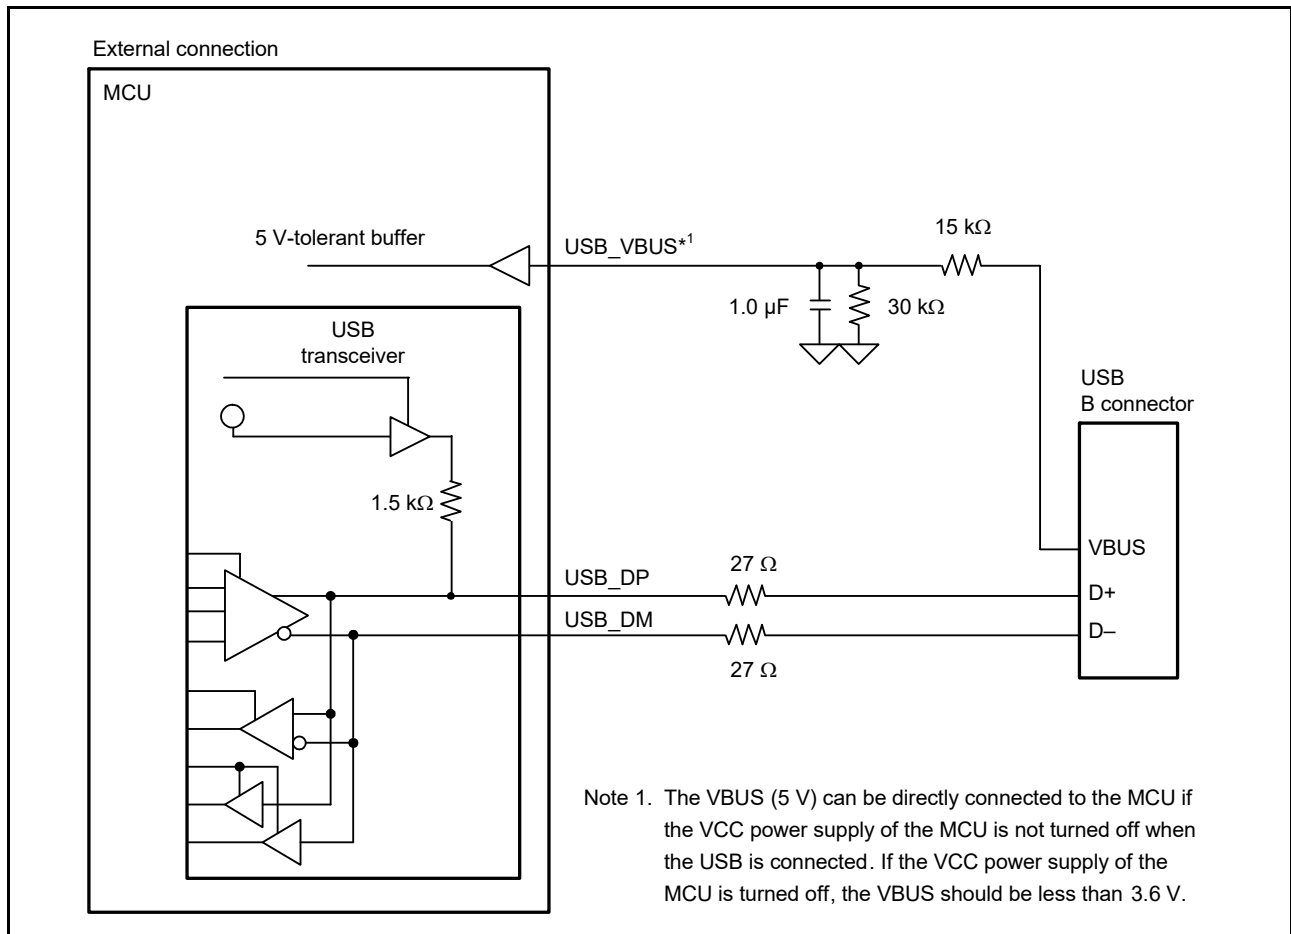 External connection
MCU
5 V-tolerant buffer
USB_VBUS*1
15 kΩ
1.0 µF
30 kΩ
USB
transceiver
1.5 kΩ
USB
B connector
VBUS
D+
D–
USB_DP
27 Ω
USB_DM
27 Ω
Note 1. The VBUS (5 V) can be directly connected to the MCU if
the VCC power supply of the MCU is not turned off when
the USB is connected. If the VCC power supply of the
MCU is turned off, the VBUS should be less than 3.6 V.